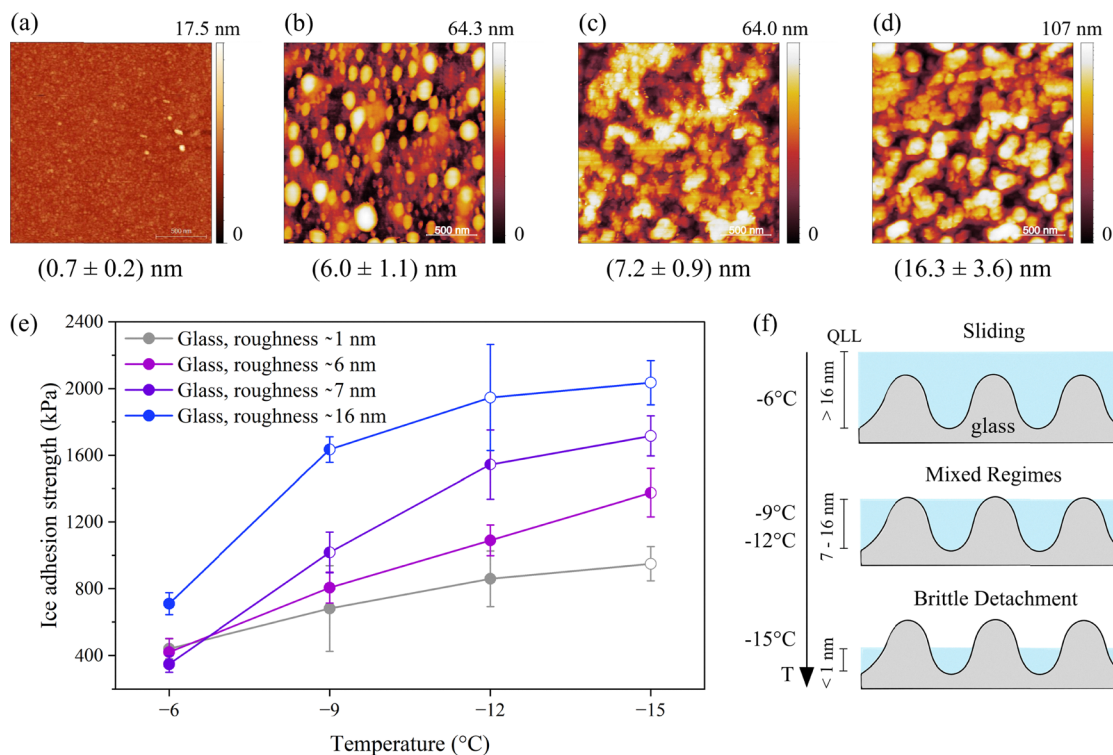 (a)
17.5 nm
500 nm
0
(0.7 ± 0.2) nm
(b)
64.3 nm
500 nm
0
(6.0 ± 1.1) nm
(c)
64.0 nm
500 nm
0
(7.2 ± 0.9) nm
(d)
107 nm
500 nm
0
(16.3 ± 3.6) nm
(e)
Ice adhesion strength (kPa)
2400
2000
1600
1200
800
400
Glass, roughness ~1 nm
Glass, roughness ~6 nm
Glass, roughness ~7 nm
Glass, roughness ~16 nm
−6
−9
−12
−15
Temperature (°C)
(f)
QLL
Sliding
-6°C
> 16 nm
glass
Mixed Regimes
-9°C
-12°C
7 - 16 nm
Brittle Detachment
-15°C
< 1 nm
T